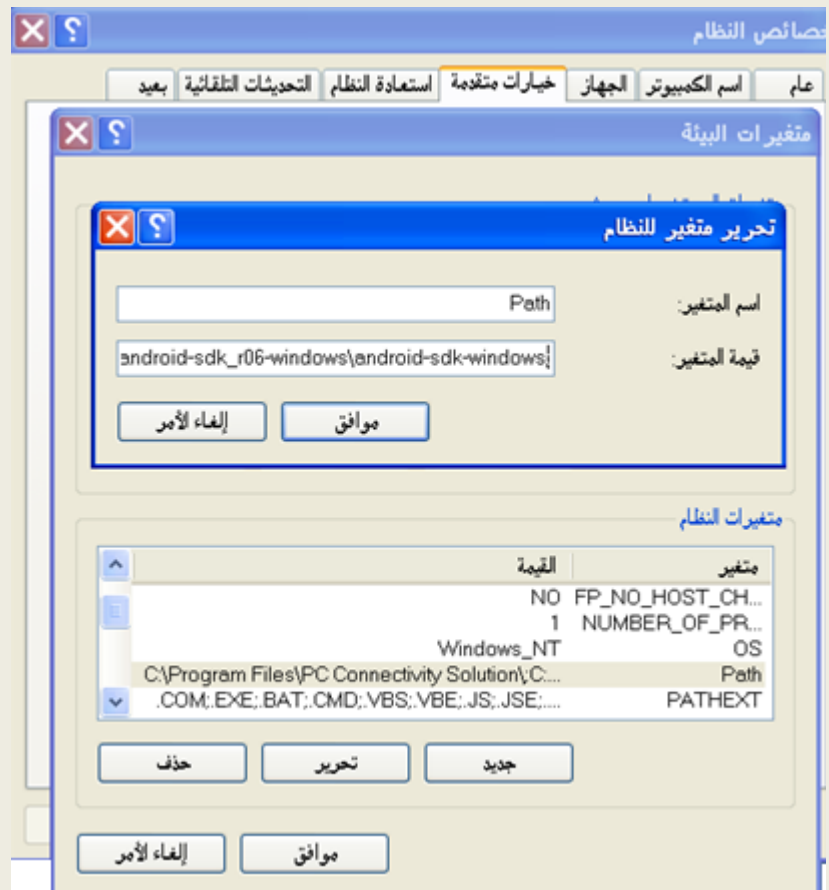 خصائص النظام
عام
اسم الكمبيوتر
الجهاز
خيارات متقدمة
استعادة النظام
التحديثات التلقائية
بعيد
متغيرات البيئة
تحرير متغير للنظام
اسم المتغير:
Path
قيمة المتغير:
android-sdk_r06-windows\android-sdk-windows;
موافق
إلغاء الأمر
متغيرات النظام
متغير القيمة
FP_NO_HOST_CH... NO
NUMBER_OF_PR... 1
OS Windows_NT
Path C:\Program Files\PC Connectivity Solution\;C:...
PATHEXT .COM;.EXE;.BAT;.CMD;.VBS;.VBE;.JS;.JSE;....
جديد
تحرير
حذف
موافق
إلغاء الأمر